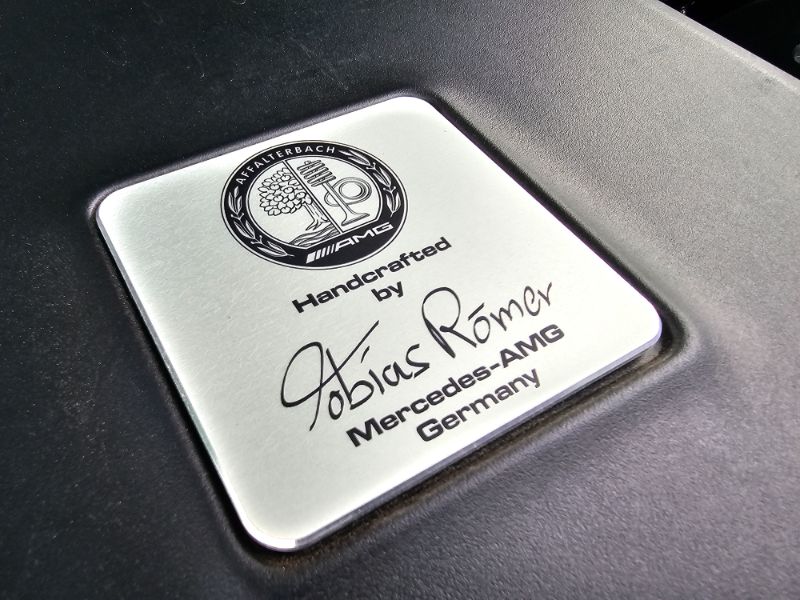 AFFALTERBACH
AMG
Handcrafted
by
Tobias Römer
Mercedes-AMG
Germany